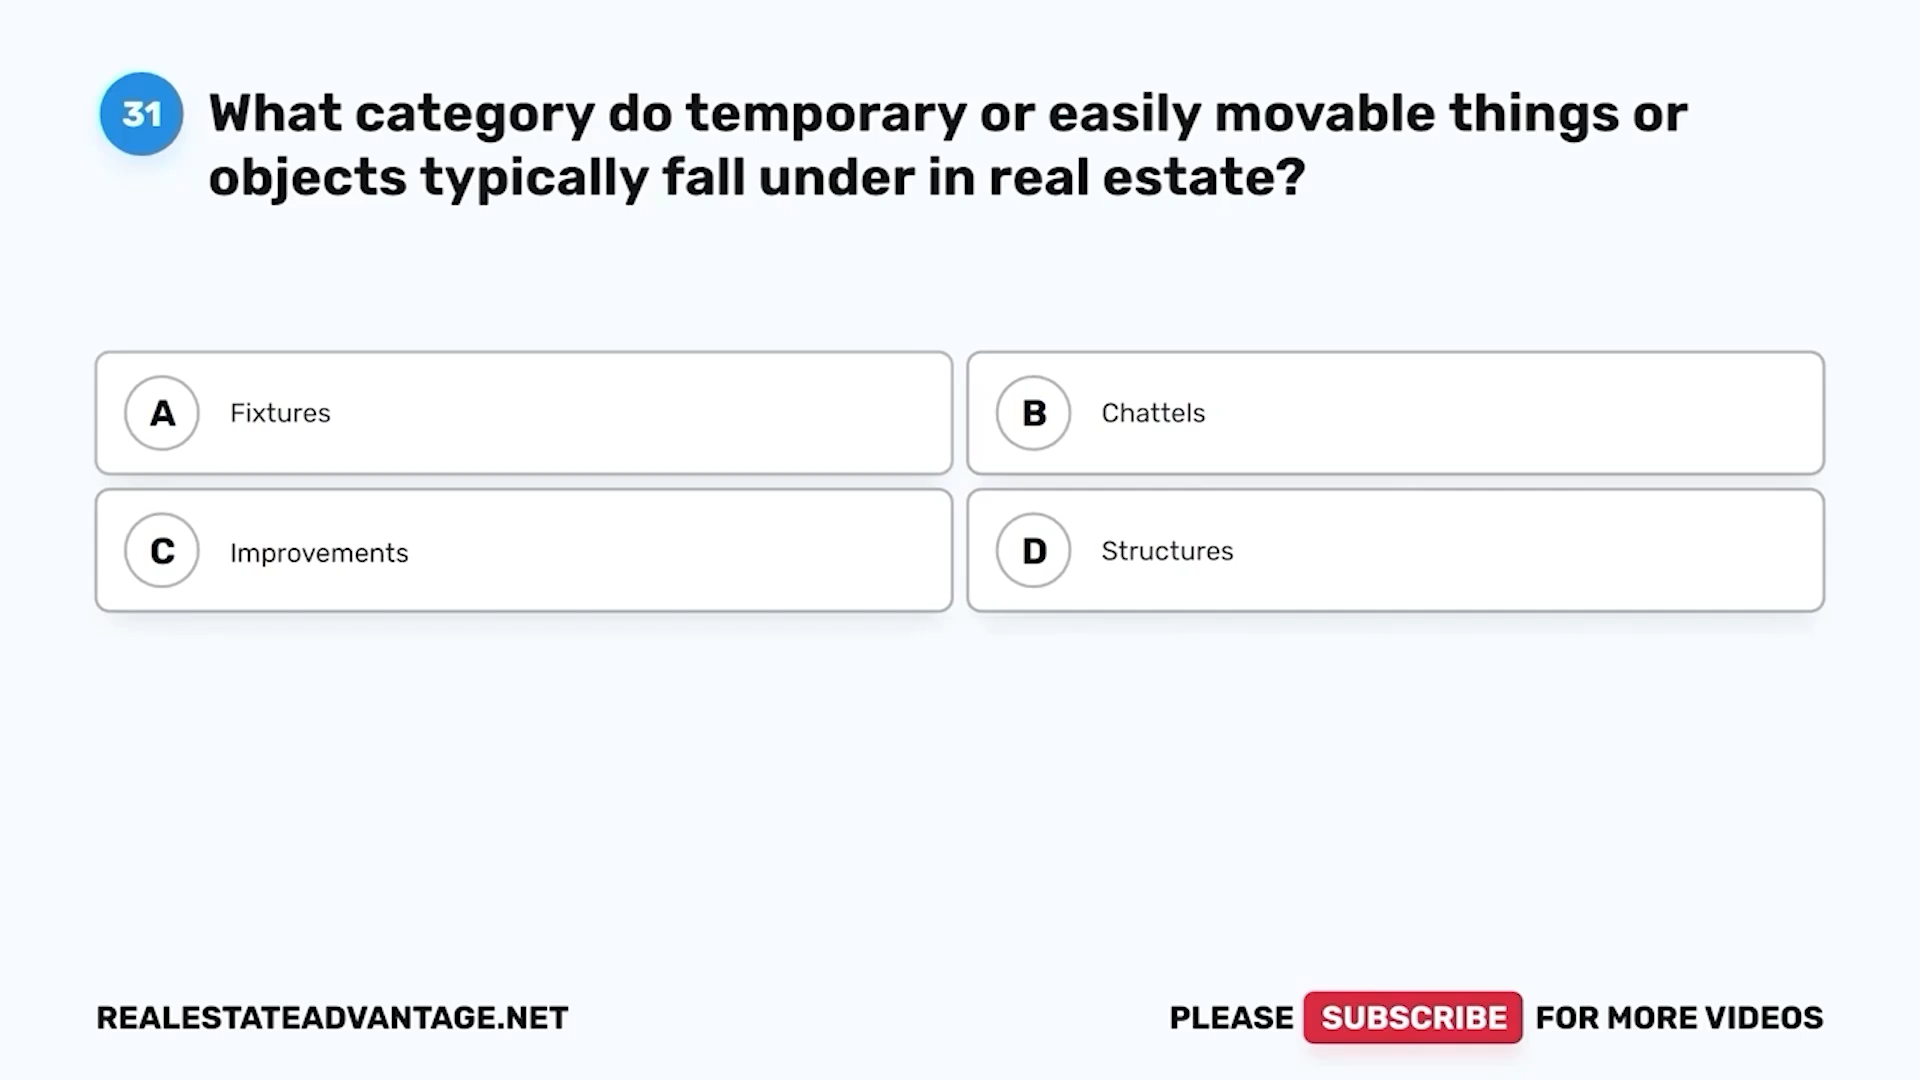 31
What category do temporary or easily movable things or
objects typically fall under in real estate?
A Fixtures
B Chattels
C Improvements
D Structures
REALESTATEADVANTAGE.NET
PLEASE SUBSCRIBE FOR MORE VIDEOS